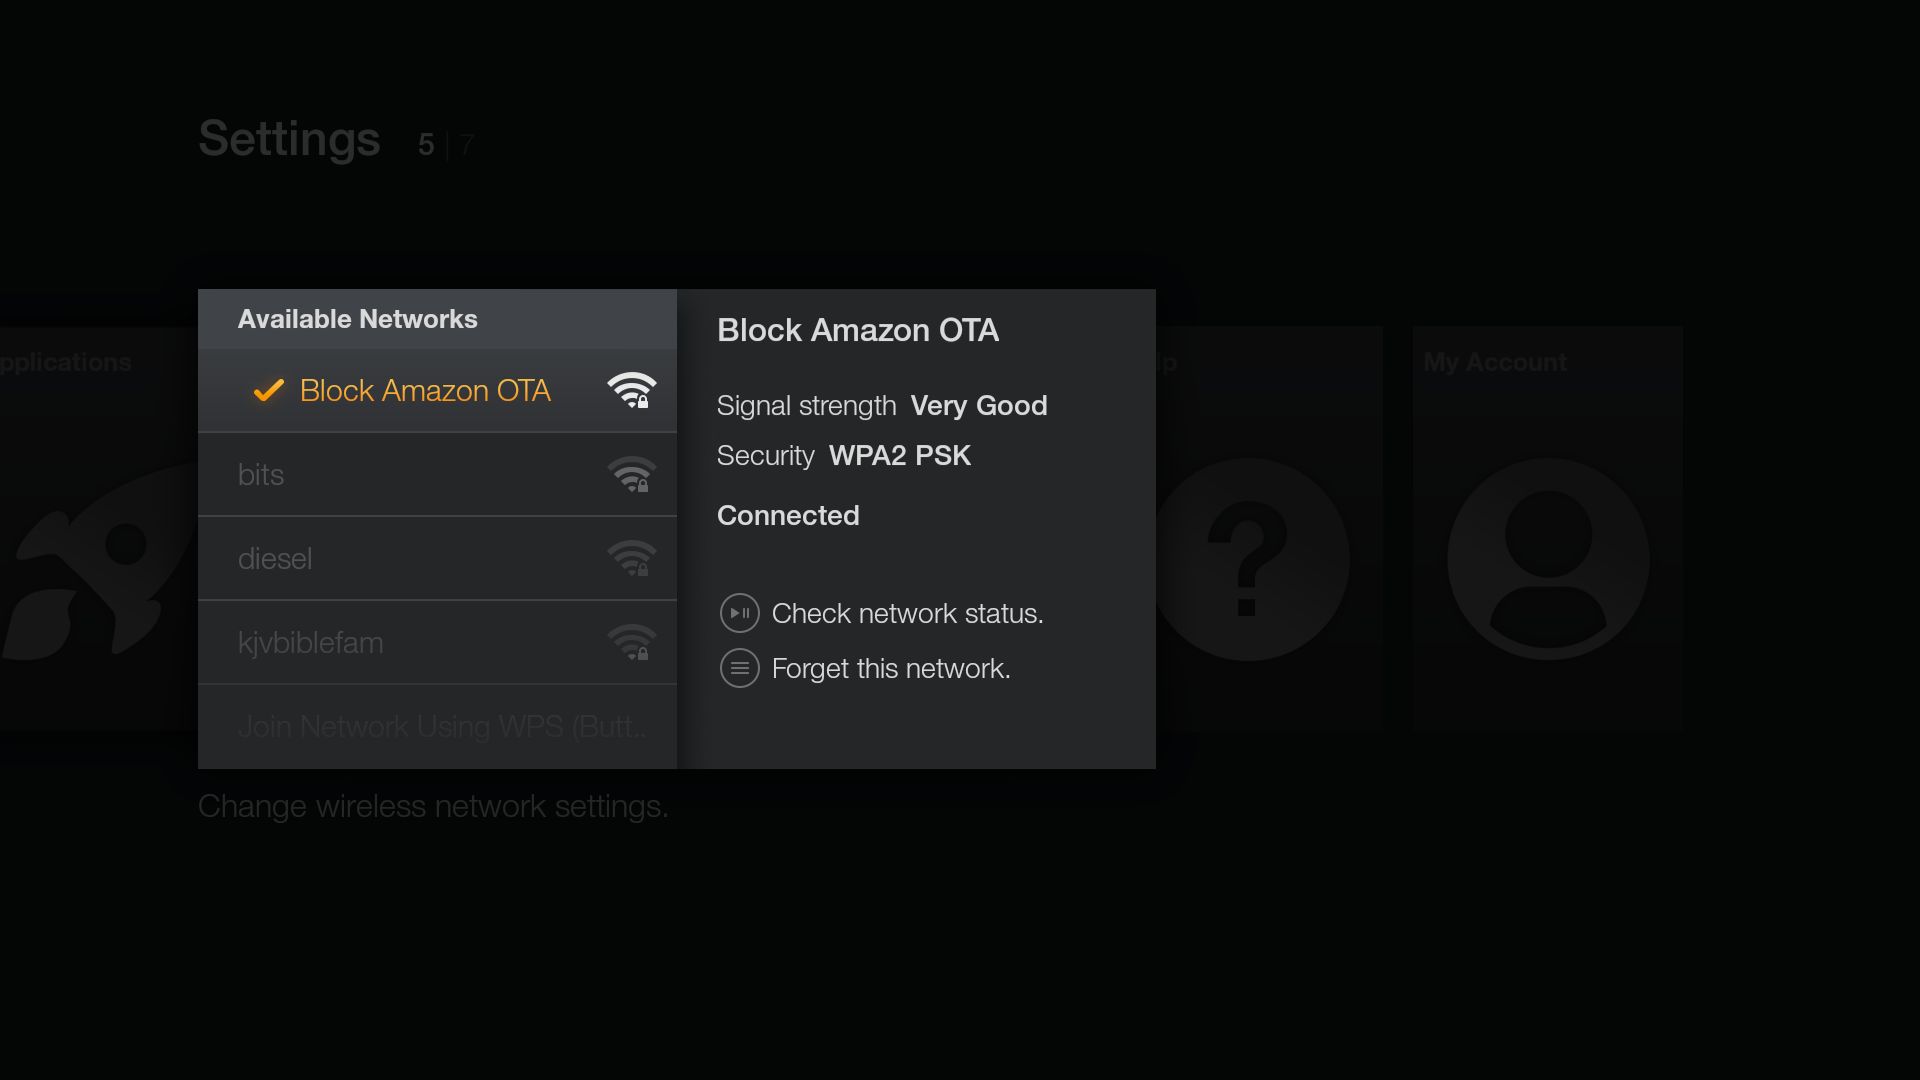 Settings 5 | 7
pplications
Available Networks
Block Amazon OTA
bits
diesel
kjvbiblefam
Join Network Using WPS (Butt..
Block Amazon OTA
Signal strength Very Good
Security WPA2 PSK
Connected
Check network status.
Forget this network.
lp
My Account
Change wireless network settings.